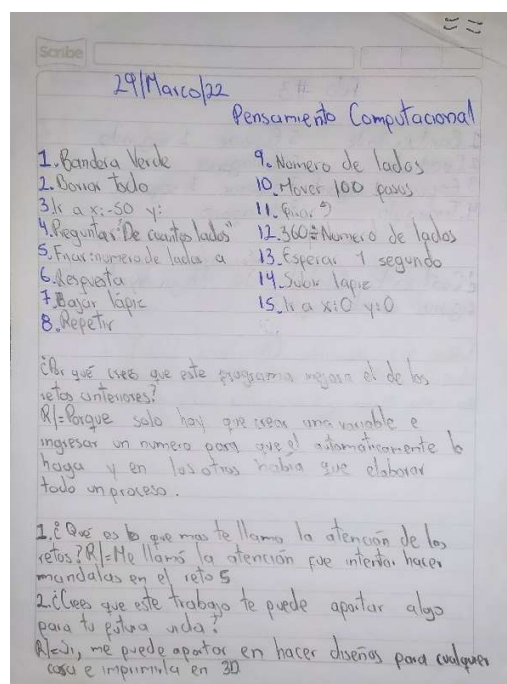 Scribe
29/Marco/22
Pensamento Computacional
1. Bandera Verde
2. Borrar todo
3. Ir a x:-50 y:
4. Preguntar "De cuantos lados"
5. Fijar: numero de lados a
6. Respuesta
7. Bajar lápiz
8. Repetir
9. Numero de lados
10. Mover 100 pasos
11. Girar
12. 360÷Numero de lados
13. Esperar 1 segundo
14. Subir lapiz
15. Ir a x:0 y:0
¿Por qué crees que este programa mejora el de los
retos anteriores?
R/=Porque solo hay que crear una variable e
ingresar un numero para que el automáticamente lo
haga y en los otros había que elaborar
todo un proceso.
1. ¿Qué es lo que mas te llamo la atención de los
retos? R/=Me llamó la atención fue intentar hacer
mandalas en el reto 5
2. ¿Crees que este trabajo te puede aportar algo
para tu futura vida?
R/=Si, me puede aportar en hacer diseños para cualquier
cosa e imprimirla en 3D